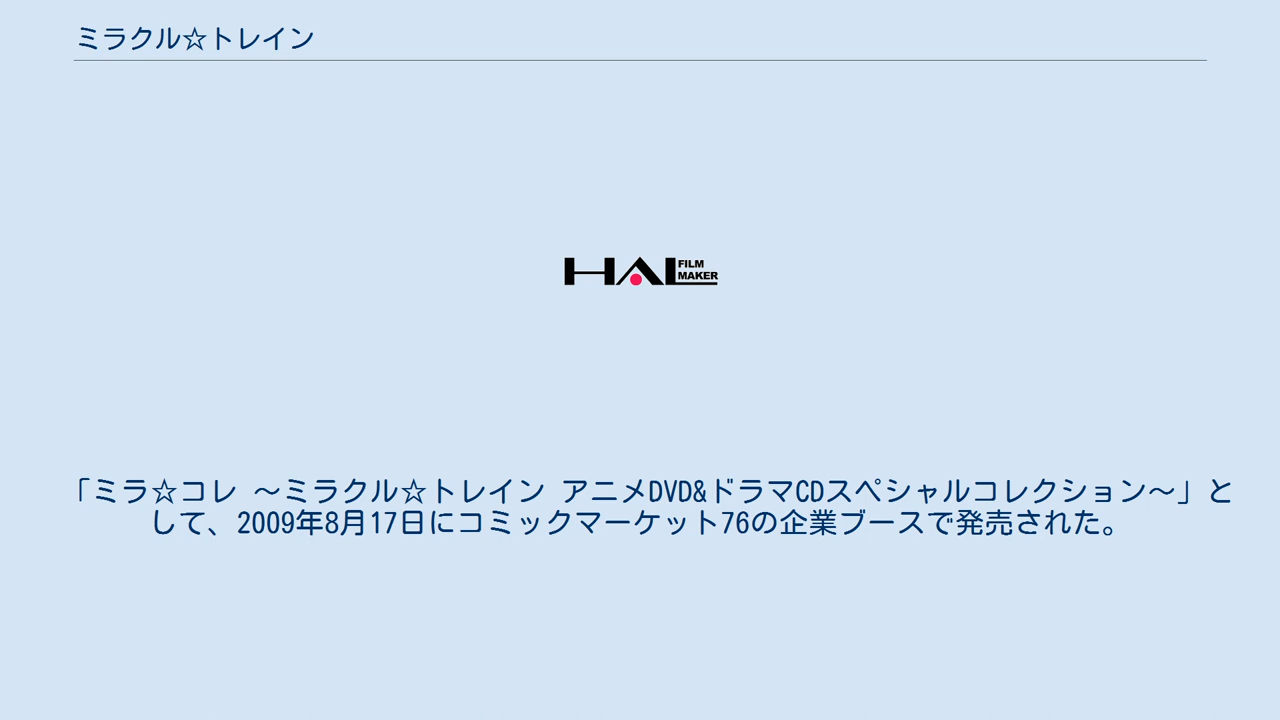 ミラクル☆トレイン
HAL FILM
MAKER
「ミラ☆コレ ～ミラクル☆トレイン アニメDVD&ドラマCDスペシャルコレクション～」と
して、2009年8月17日にコミックマーケット76の企業ブースで発売された。